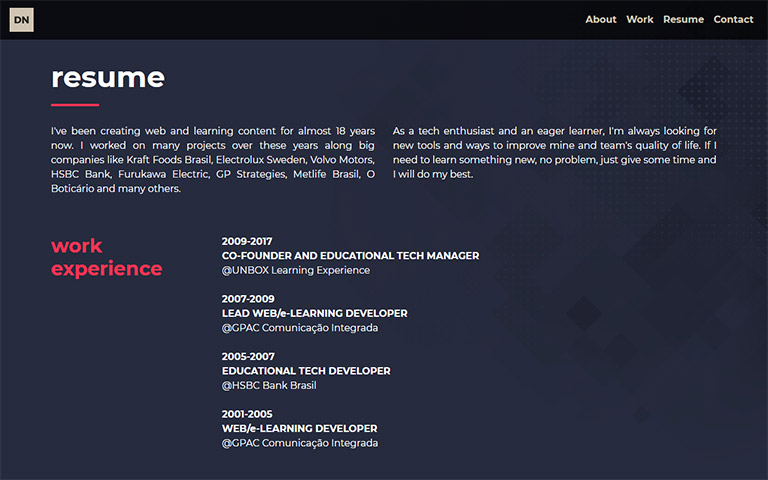 DN
About Work Resume Contact
resume
I've been creating web and learning content for almost 18 years
now. I worked on many projects over these years along big
companies like Kraft Foods Brasil, Electrolux Sweden, Volvo Motors,
HSBC Bank, Furukawa Electric, GP Strategies, Metlife Brasil, O
Boticário and many others.
As a tech enthusiast and an eager learner, I'm always looking for
new tools and ways to improve mine and team's quality of life. If I
need to learn something new, no problem, just give some time and
I will do my best.
work
experience
2009-2017
CO-FOUNDER AND EDUCATIONAL TECH MANAGER
@UNBOX Learning Experience
2007-2009
LEAD WEB/e-LEARNING DEVELOPER
@GPAC Comunicação Integrada
2005-2007
EDUCATIONAL TECH DEVELOPER
@HSBC Bank Brasil
2001-2005
WEB/e-LEARNING DEVELOPER
@GPAC Comunicação Integrada